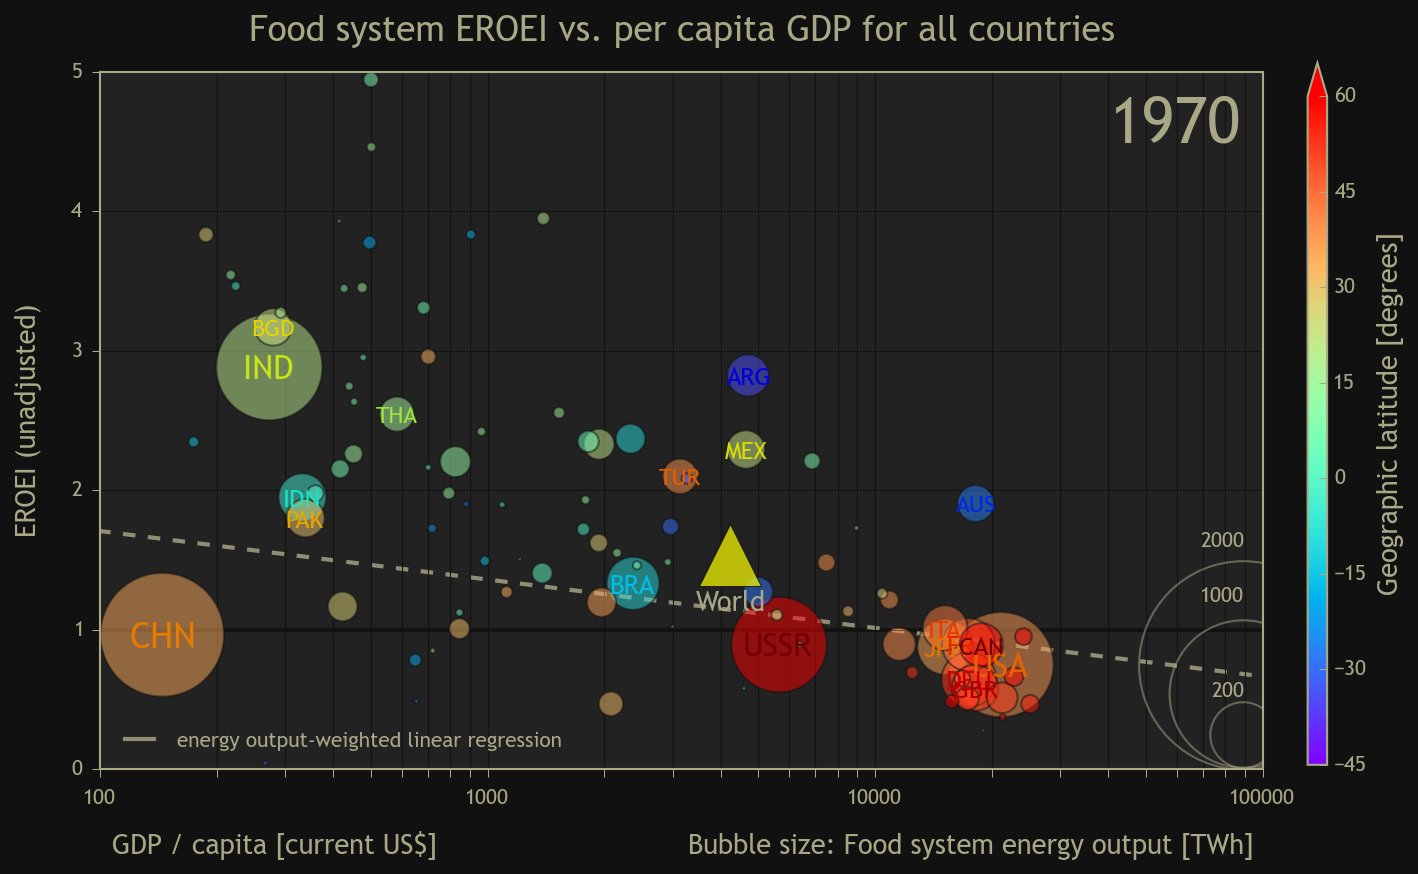 Food system EROEI vs. per capita GDP for all countries
1970
EROEI (unadjusted)
5
4
3
2
1
0
BGD
IND
THA
IDN
PAK
CHN
ARG
MEX
TUR
AUS
BRA
World
USSR
ITA
CAN
USA
GBR
2000
1000
200
energy output-weighted linear regression
100
1000
10000
100000
GDP / capita [current US$]
Bubble size: Food system energy output [TWh]
60
45
30
15
0
−15
−30
−45
Geographic latitude [degrees]